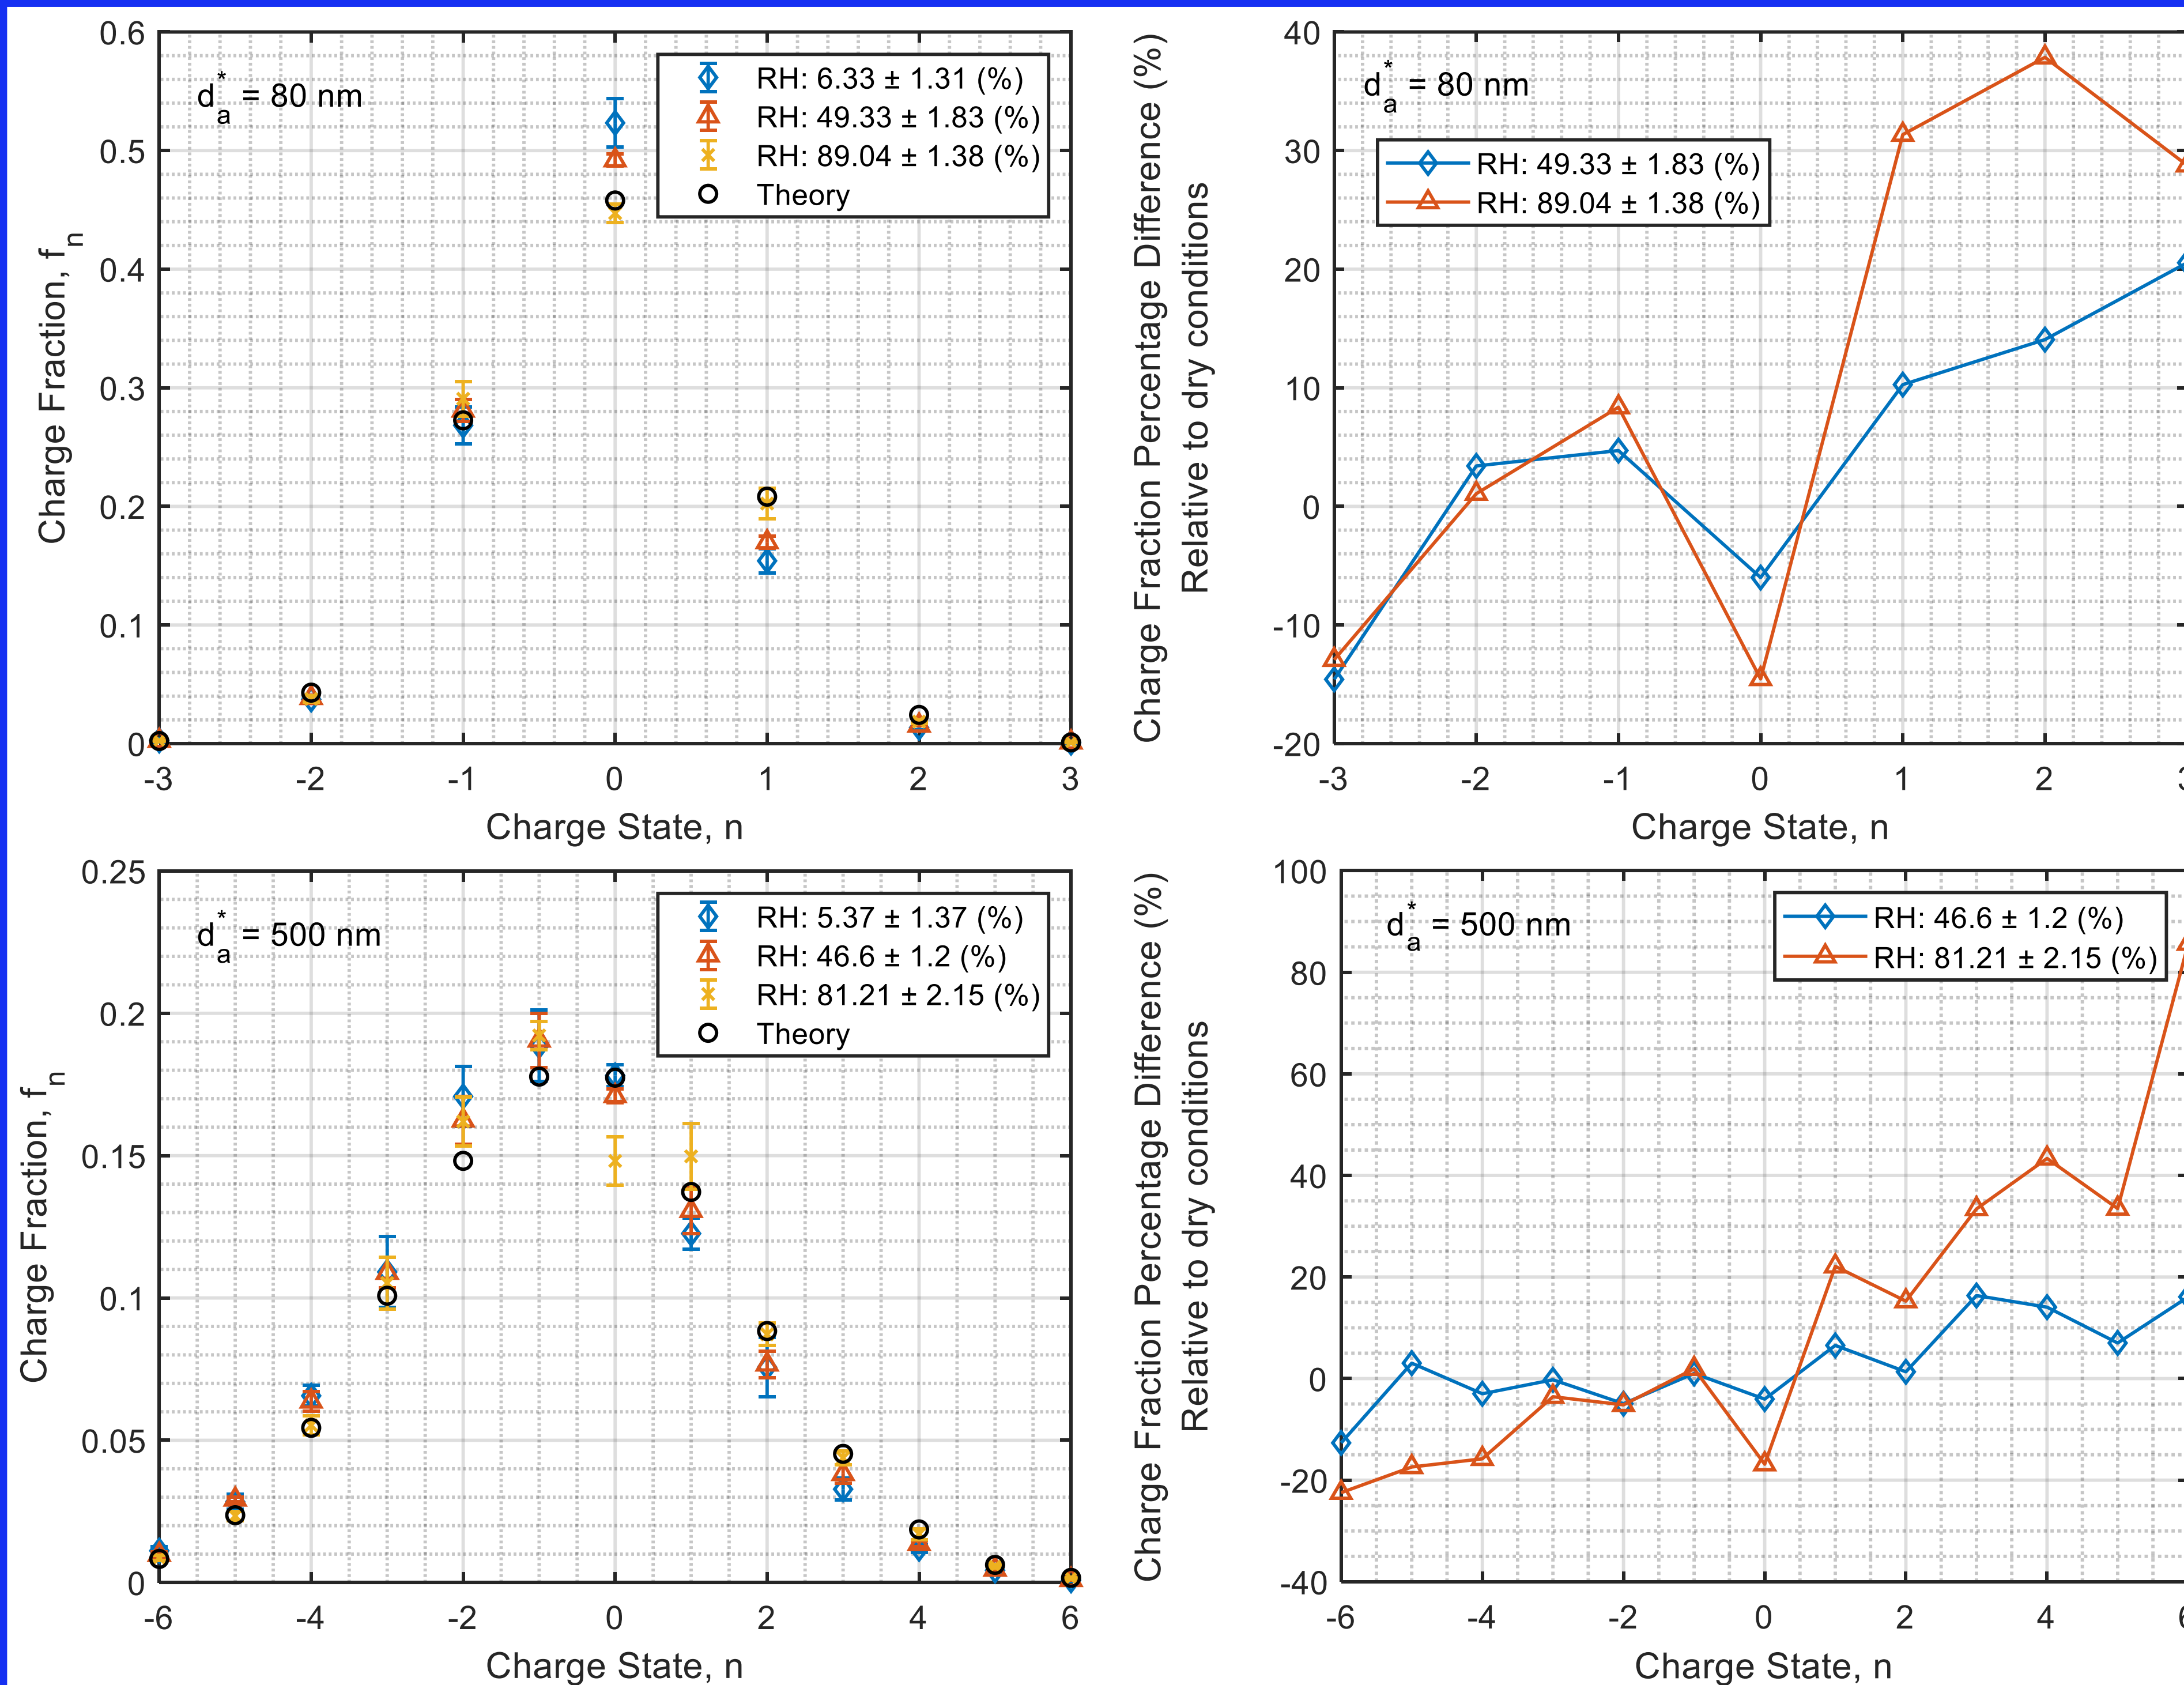 0.6
0.5
0.4
0.3
0.2
0.1
0
d*a = 80 nm
RH: 6.33 ± 1.31 (%)
RH: 49.33 ± 1.83 (%)
RH: 89.04 ± 1.38 (%)
Theory
-3 -2 -1 0 1 2 3
Charge State, n
Charge Fraction, fn
40
30
20
10
0
-10
-20
d*a = 80 nm
RH: 49.33 ± 1.83 (%)
RH: 89.04 ± 1.38 (%)
-3 -2 -1 0 1 2
Charge State, n
Charge Fraction Percentage Difference (%)
Relative to dry conditions
0.25
0.2
0.15
0.1
0.05
0
d*a = 500 nm
RH: 5.37 ± 1.37 (%)
RH: 46.6 ± 1.2 (%)
RH: 81.21 ± 2.15 (%)
Theory
-6 -4 -2 0 2 4 6
Charge State, n
Charge Fraction, fn
100
80
60
40
20
0
-20
-40
d*a = 500 nm
RH: 46.6 ± 1.2 (%)
RH: 81.21 ± 2.15 (%)
-6 -4 -2 0 2 4
Charge State, n
Charge Fraction Percentage Difference (%)
Relative to dry conditions